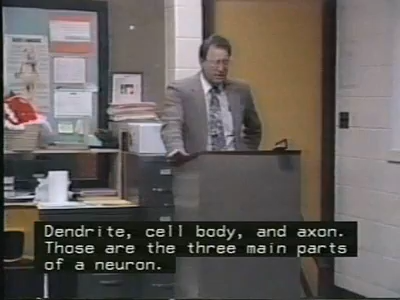 Dendrite, cell body, and axon.
Those are the three main parts
of a neuron.